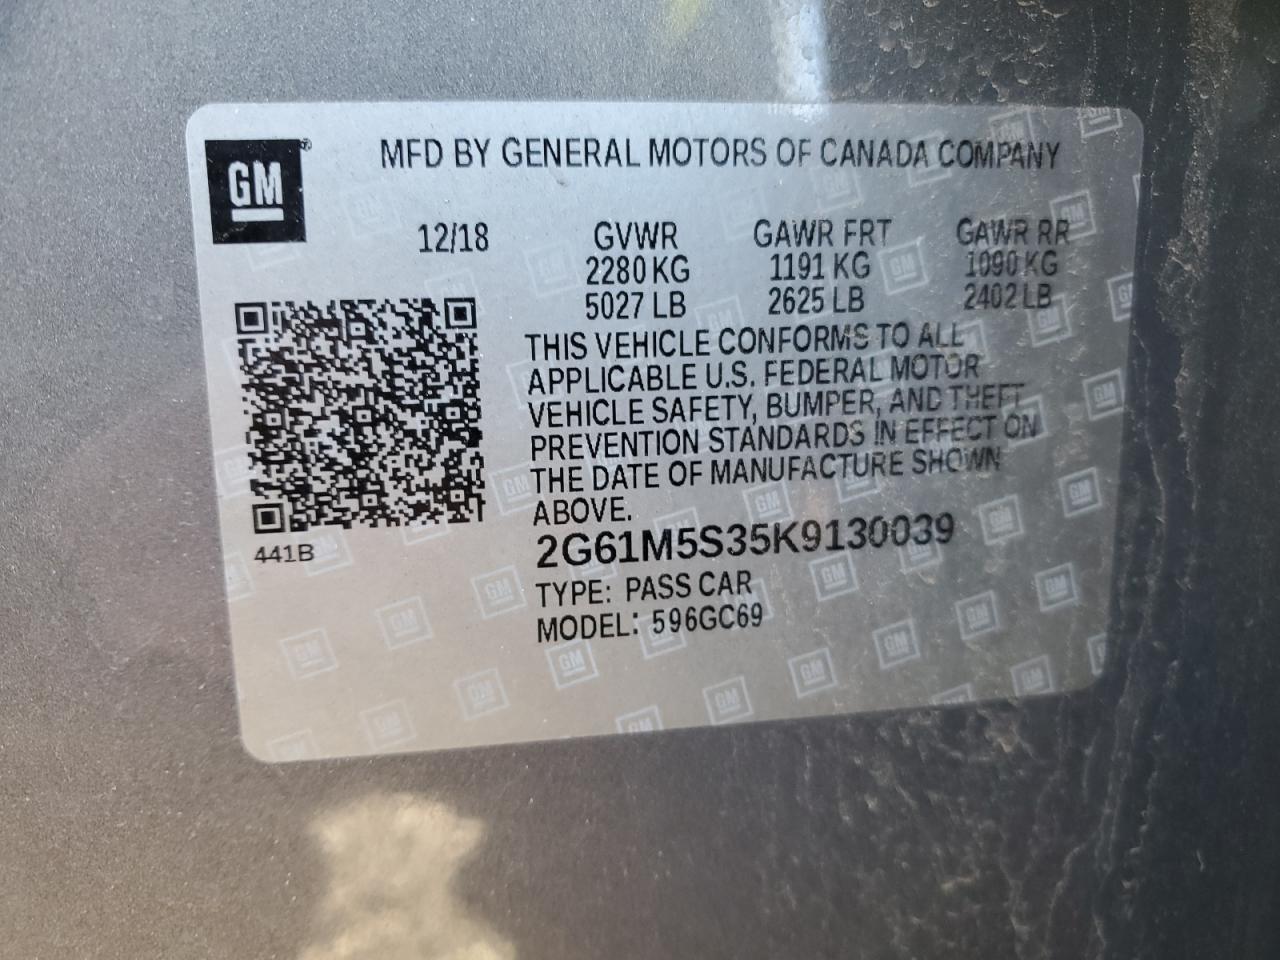 GM
MFD BY GENERAL MOTORS OF CANADA COMPANY
12/18 GVWR GAWR FRT GAWR RR
2280 KG 1191 KG 1090 KG
5027 LB 2625 LB 2402 LB
THIS VEHICLE CONFORMS TO ALL
APPLICABLE U.S. FEDERAL MOTOR
VEHICLE SAFETY, BUMPER, AND THEFT
PREVENTION STANDARDS IN EFFECT ON
THE DATE OF MANUFACTURE SHOWN
ABOVE.
441B
2G61M5S35K9130039
TYPE: PASS CAR
MODEL: 596GC69